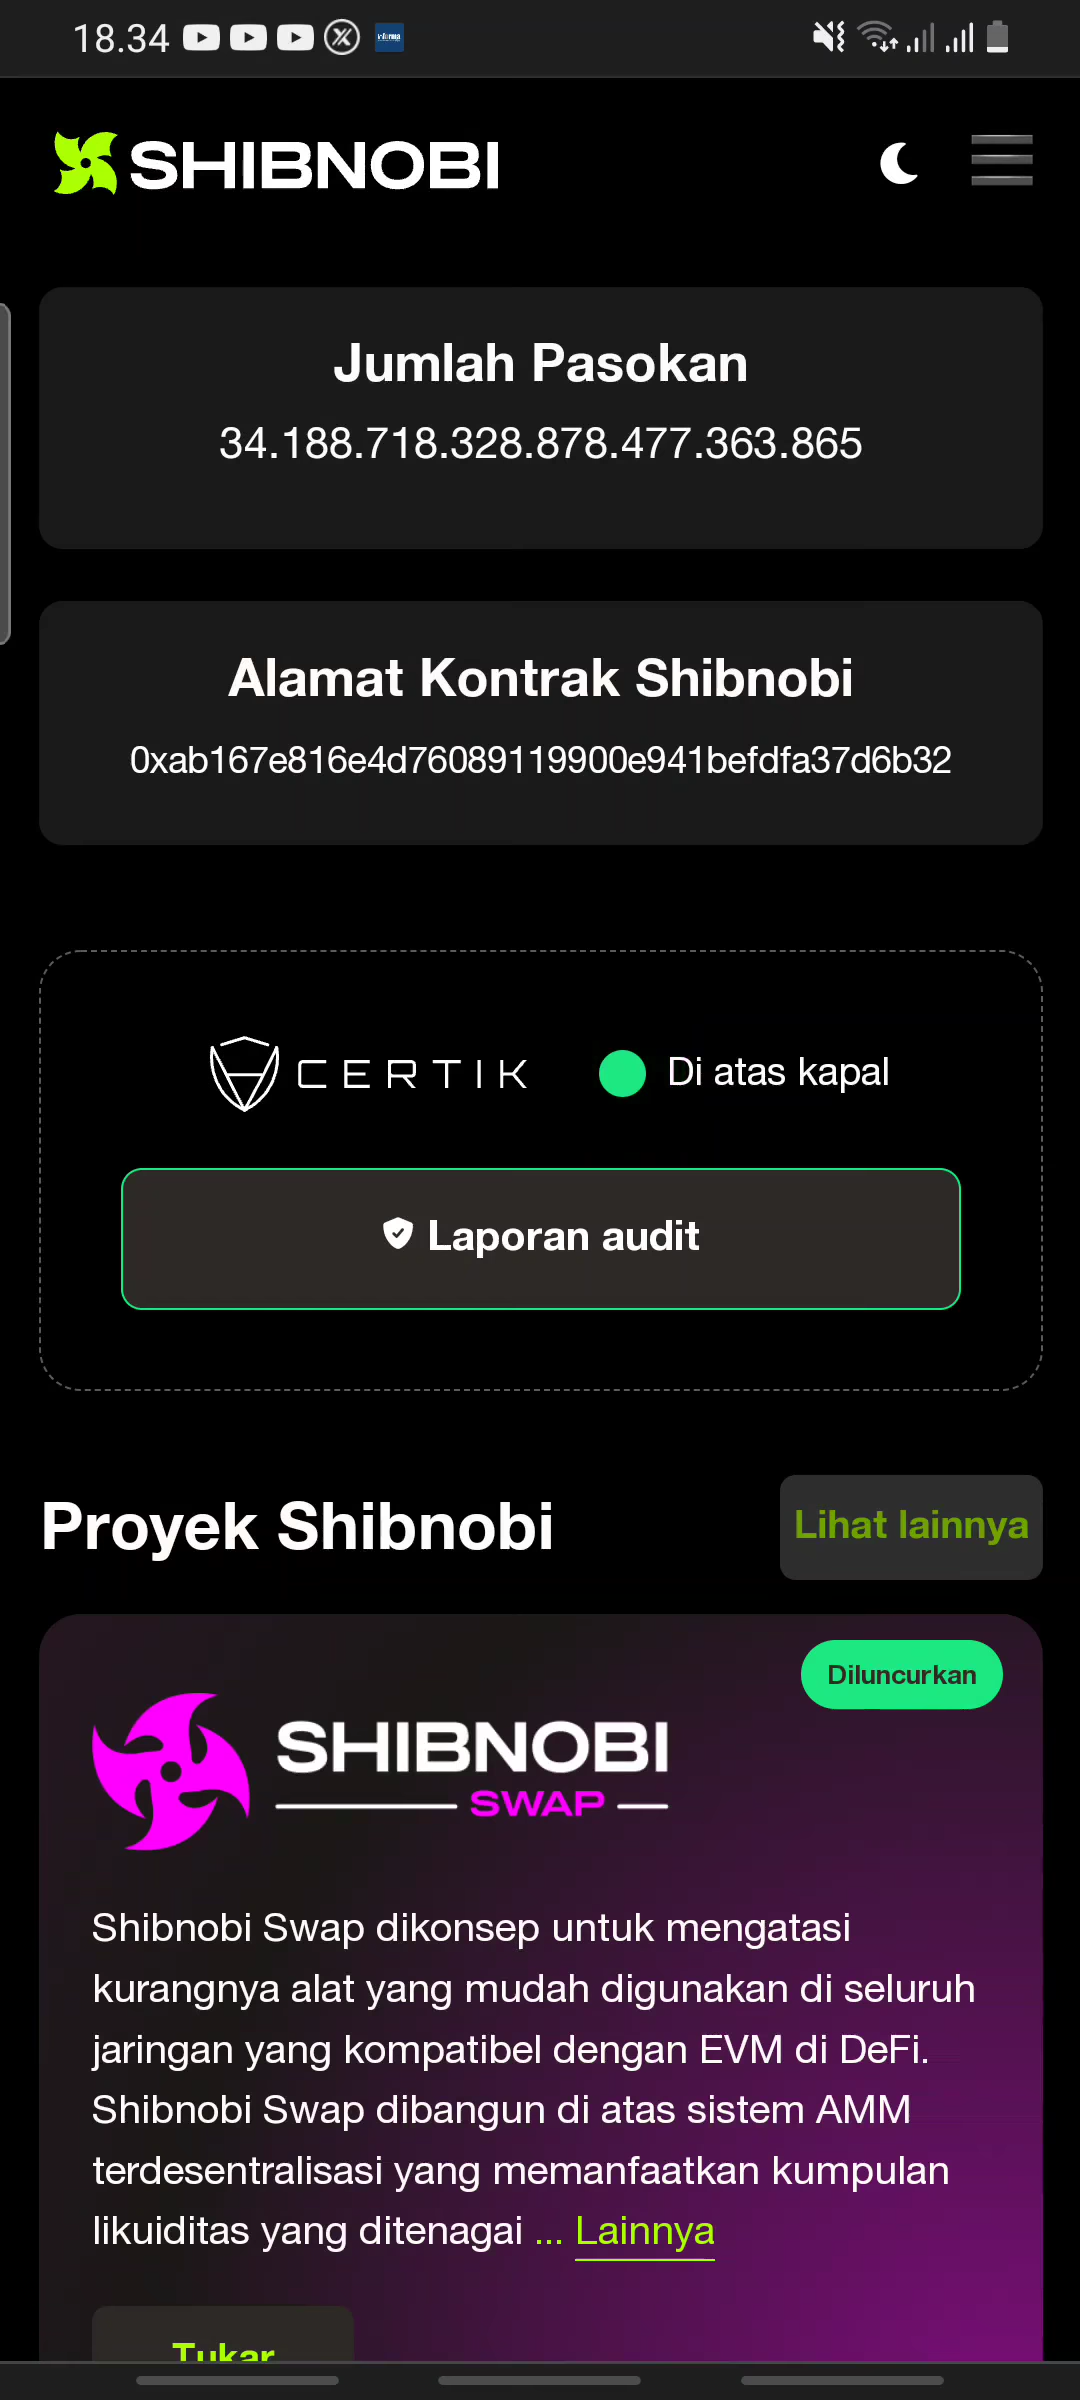 18.34
SHIBNOBI
Jumlah Pasokan
34.188.718.328.878.477.363.865
Alamat Kontrak Shibnobi
0xab167e816e4d76089119900e941befdfa37d6b32
CERTIK
Di atas kapal
Laporan audit
Proyek Shibnobi
Lihat lainnya
Diluncurkan
SHIBNOBI
SWAP
Shibnobi Swap dikonsep untuk mengatasi
kurangnya alat yang mudah digunakan di seluruh
jaringan yang kompatibel dengan EVM di DeFi.
Shibnobi Swap dibangun di atas sistem AMM
terdesentralisasi yang memanfaatkan kumpulan
likuiditas yang ditenagai ... Lainnya
Tukar